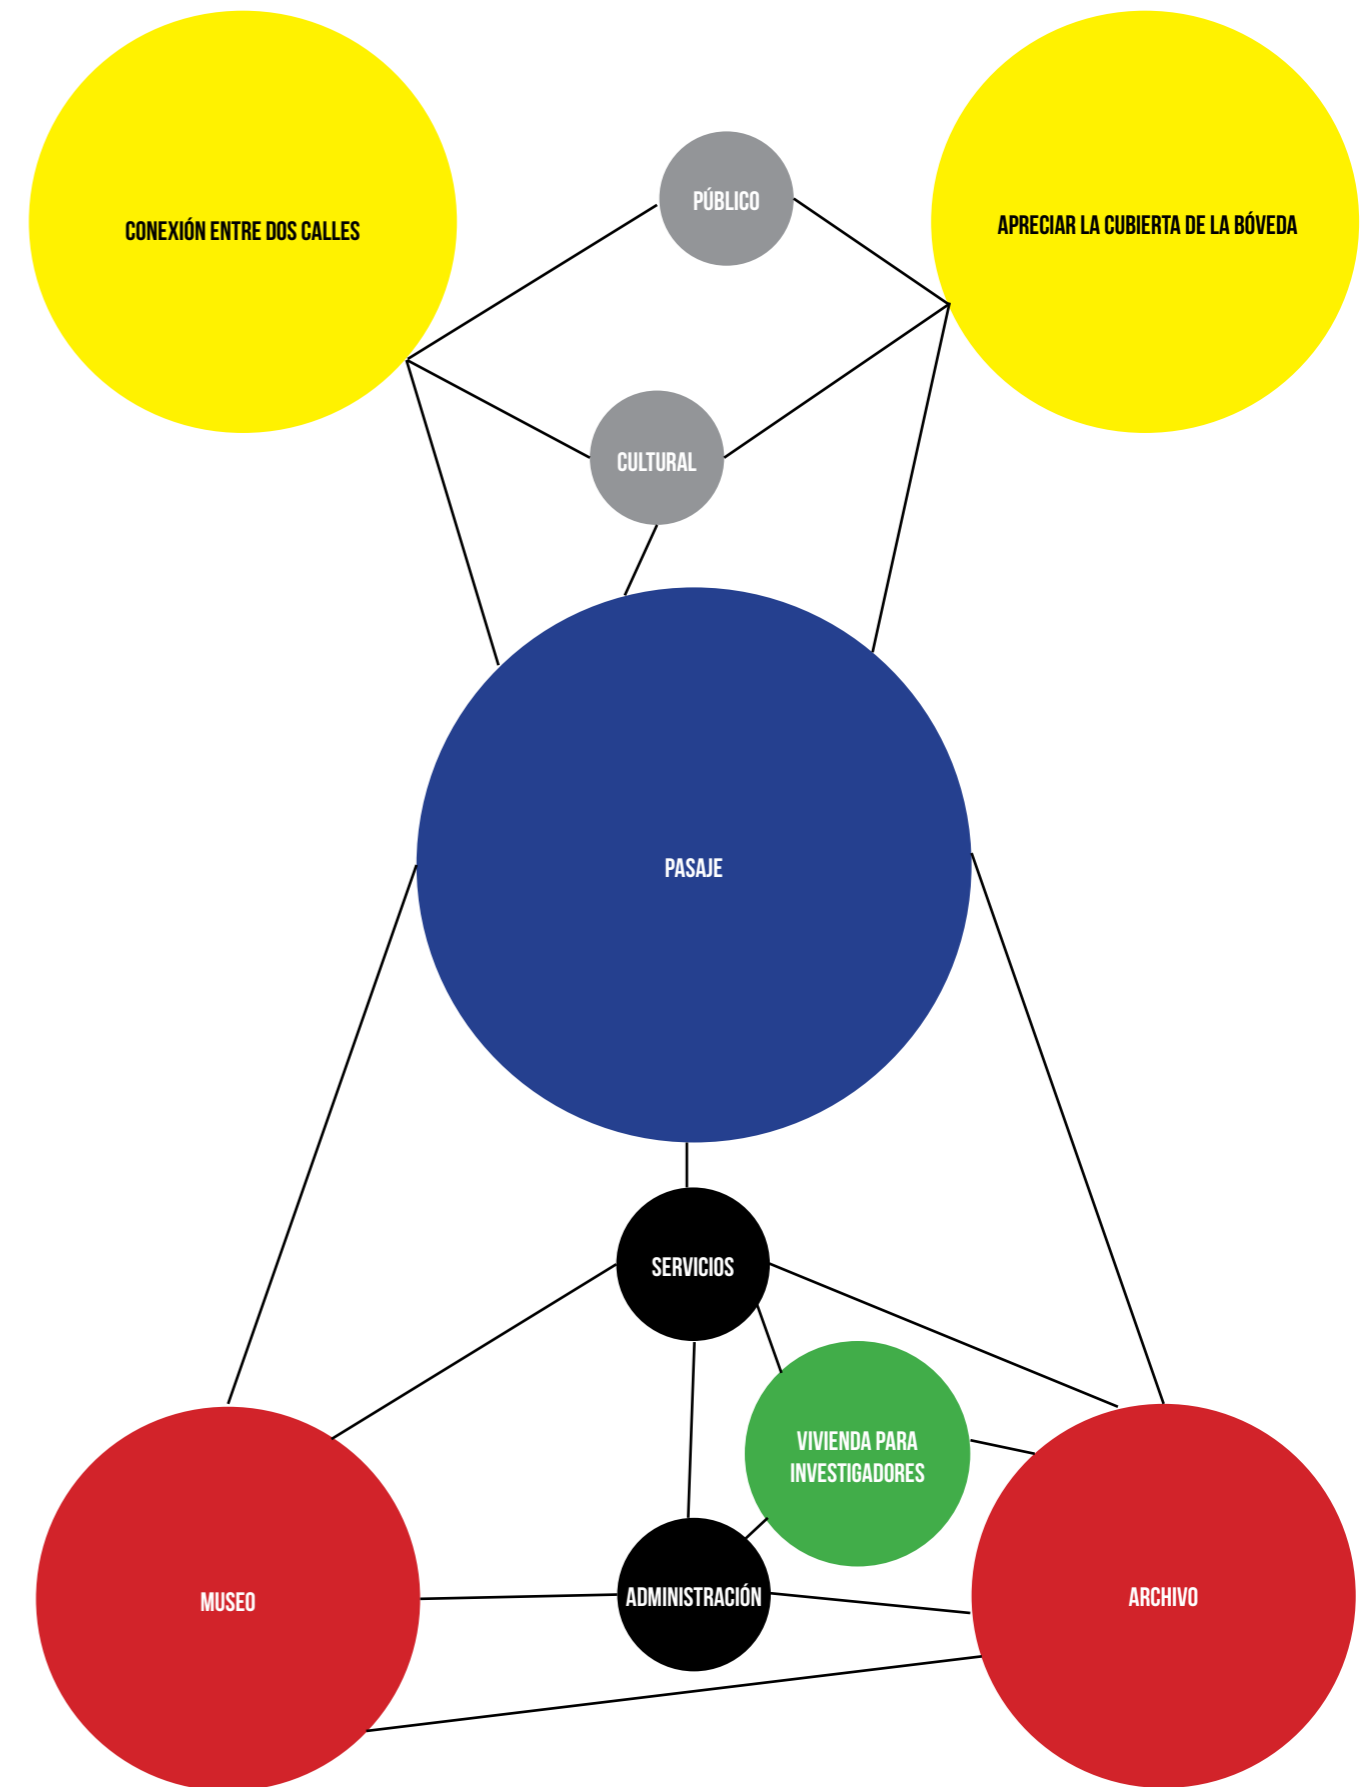 PÚBLICO
CONEXIÓN ENTRE DOS CALLES
APRECIAR LA CUBIERTA DE LA BÓVEDA
CULTURAL
PASAJE
SERVICIOS
VIVIENDA PARA
INVESTIGADORES
MUSEO
ADMINISTRACIÓN
ARCHIVO